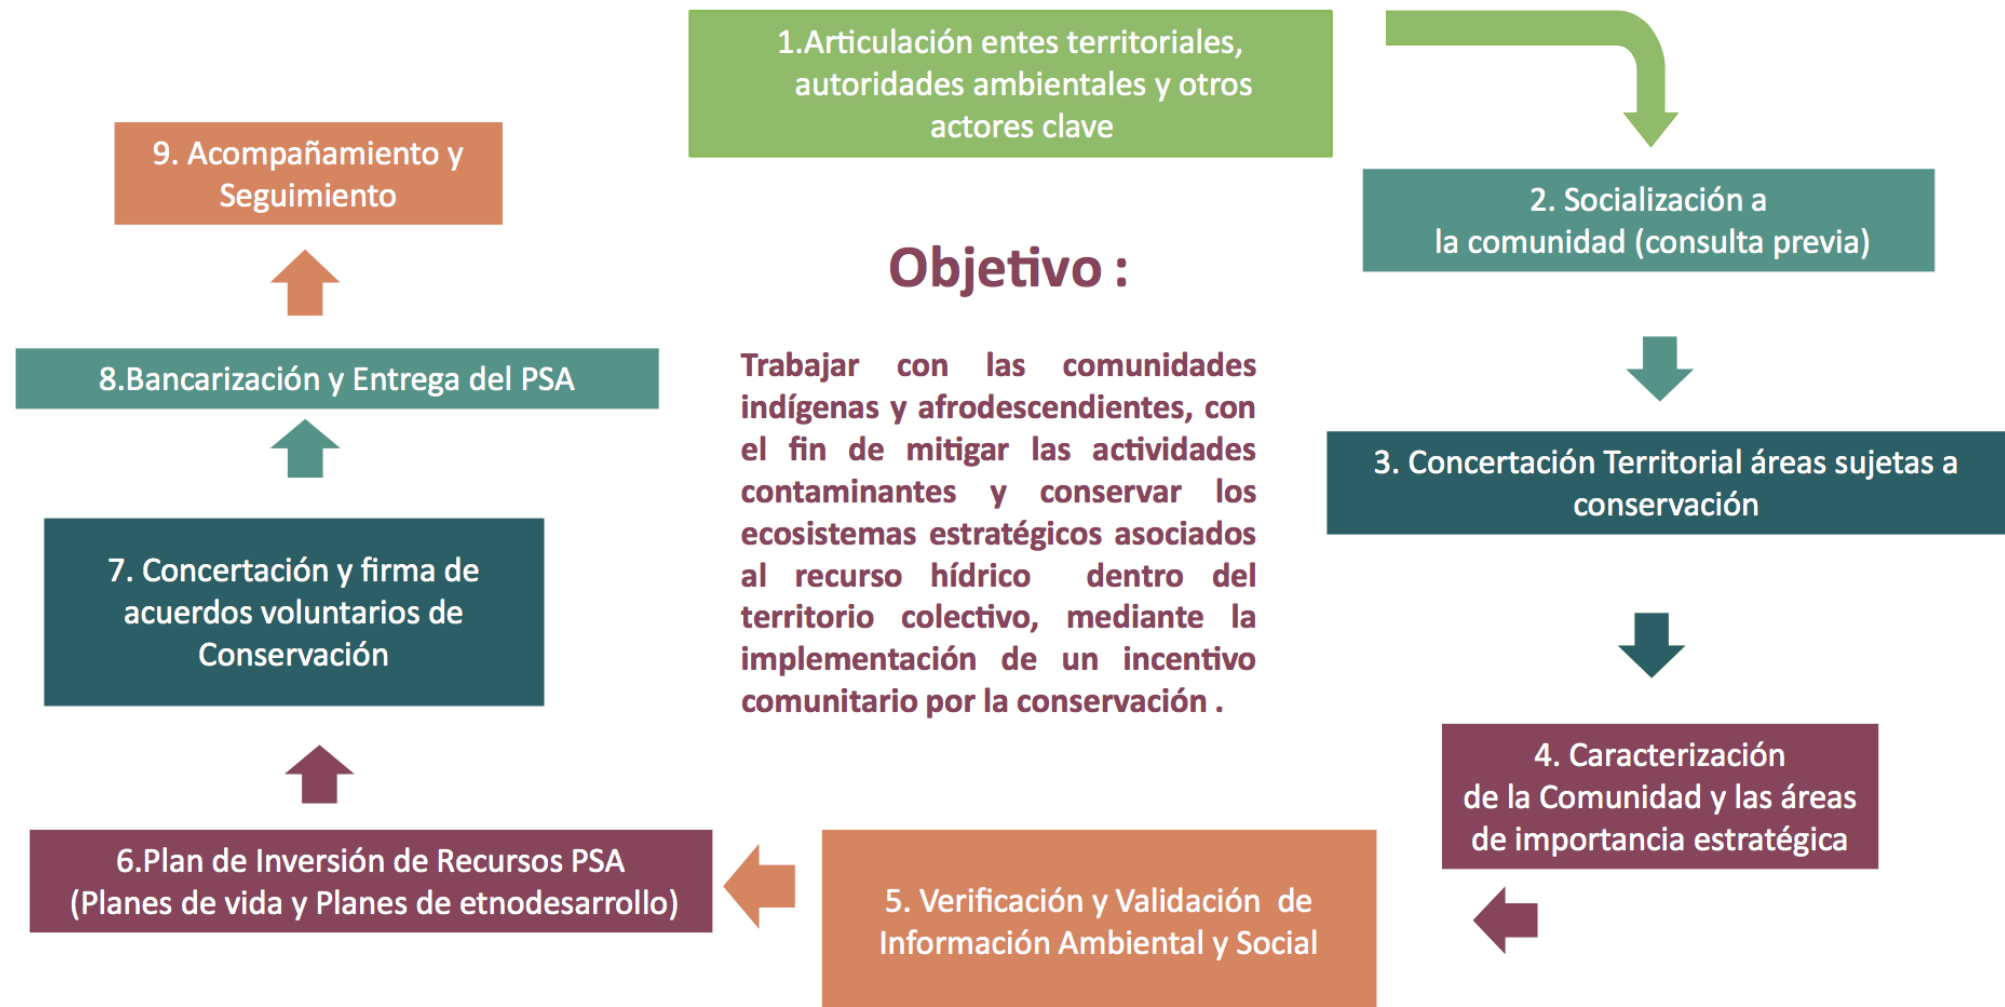 1.Articulación entes territoriales,
autoridades ambientales y otros
actores clave
2. Socialización a
la comunidad (consulta previa)
3. Concertación Territorial áreas sujetas a
conservación
4. Caracterización
de la Comunidad y las áreas
de importancia estratégica
5. Verificación y Validación de
Información Ambiental y Social
6.Plan de Inversión de Recursos PSA
(Planes de vida y Planes de etnodesarrollo)
7. Concertación y firma de
acuerdos voluntarios de
Conservación
8.Bancarización y Entrega del PSA
9. Acompañamiento y
Seguimiento
Objetivo :
Trabajar con las comunidades
indígenas y afrodescendientes, con
el fin de mitigar las actividades
contaminantes y conservar los
ecosistemas estratégicos asociados
al recurso hídrico dentro del
territorio colectivo, mediante la
implementación de un incentivo
comunitario por la conservación .